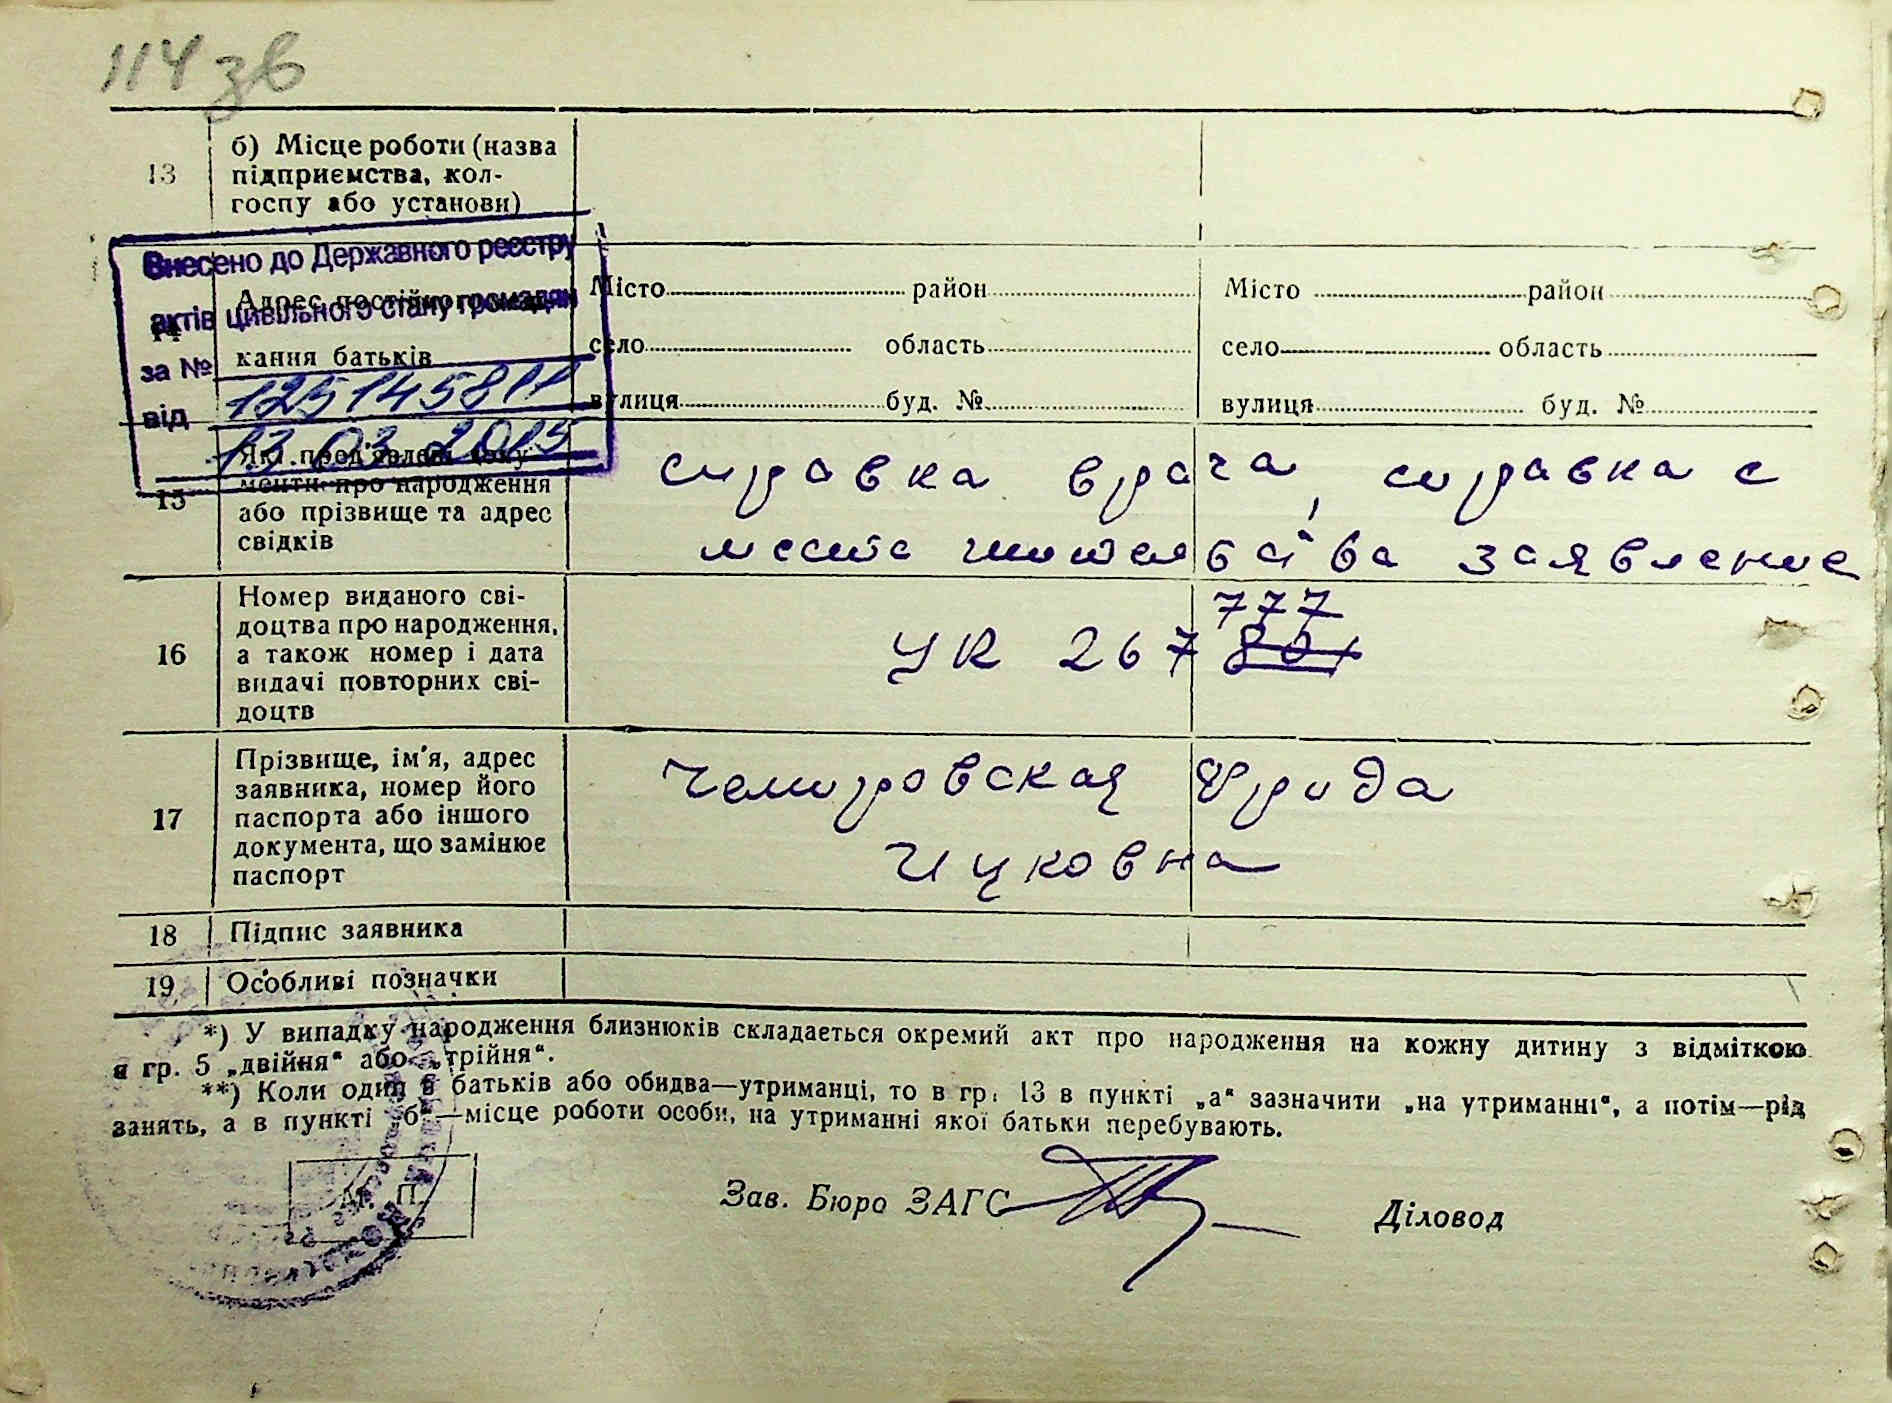 114 зв
13
б) Місце роботи (назва
підприємства, кол-
госпу або установи)
Внесено до Державного реєстру
актів цивільного стану громадян
за №
від
12.03.2015
14
Адрес постійного
кання батьків
Місто район
село область
вулиця буд. №
Місто район
село область
вулиця буд. №
15
Які пред'явлені доку-
менти про народження
або прізвище та адрес
свідків
справка врача, справка с
места жительства заявление
16
Номер виданого сві-
доцтва про народження,
а також номер і дата
видачі повторних сві-
доцтв
777
УК 267
17
Прізвище, ім'я, адрес
заявника, номер його
паспорта або іншого
документа, що замінює
паспорт
Чемировская Фрида
Ицковна
18
Підпис заявника
19
Особливі позначки
*) У випадку народження близнюків складається окремий акт про народження на кожну дитину з відміткою
в гр. 5 „двійня“ або „трійня“.
**) Коли один з батьків або обидва—утриманці, то в гр. 13 в пункті „а“ зазначити „на утриманні“, а потім—рід
занять, а в пункті „б“—місце роботи особи, на утриманні якої батьки перебувають.
М. П.
Зав. Бюро ЗАГС
Діловод